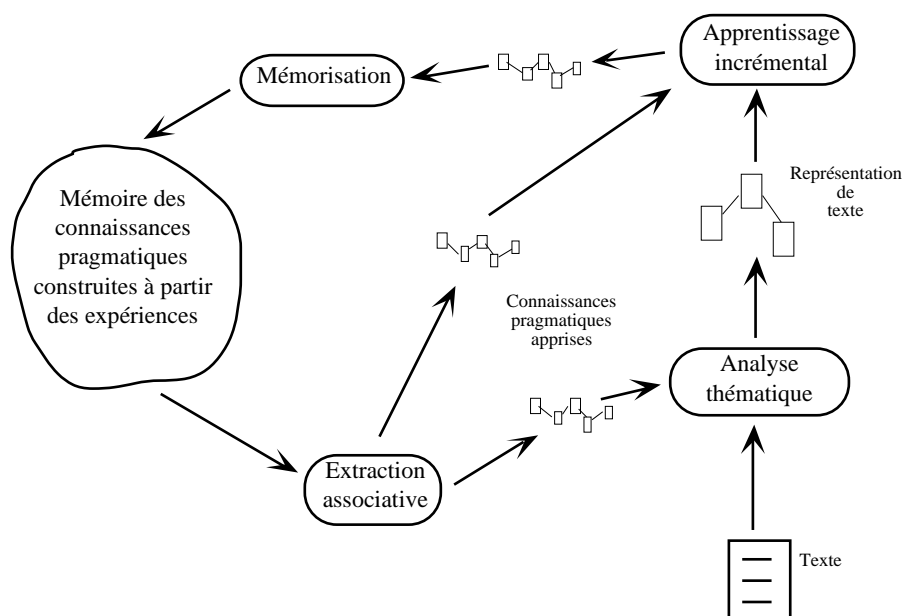 Apprentissage
incrémental
Mémorisation
Représentation
de
texte
Mémoire des
connaissances
pragmatiques
construites à partir
des expériences
Connaissances
pragmatiques
apprises
Analyse
thématique
Extraction
associative
Texte